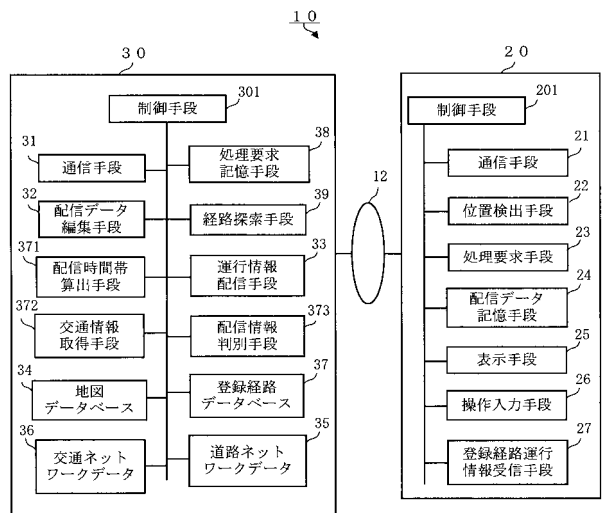 10
30
制御手段
301
31
通信手段
処理要求
記憶手段
38
32
配信データ
編集手段
経路探索手段
39
371
配信時間帯
算出手段
運行情報
配信手段
33
372
交通情報
取得手段
配信情報
判別手段
373
34
地図
データベース
登録経路
データベース
37
36
交通ネット
ワークデータ
道路ネット
ワークデータ
35
12
20
制御手段
201
通信手段
21
位置検出手段
22
処理要求手段
23
配信データ
記憶手段
24
表示手段
25
操作入力手段
26
登録経路運行
情報受信手段
27